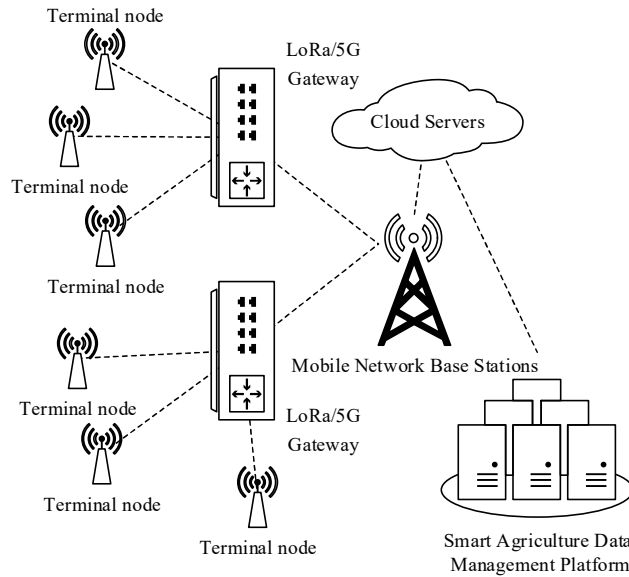 Terminal node
LoRa/5G
Gateway
Cloud Servers
Terminal node
Terminal node
Mobile Network Base Stations
Terminal node
LoRa/5G
Gateway
Terminal node
Terminal node
Smart Agriculture Data
Management Platform